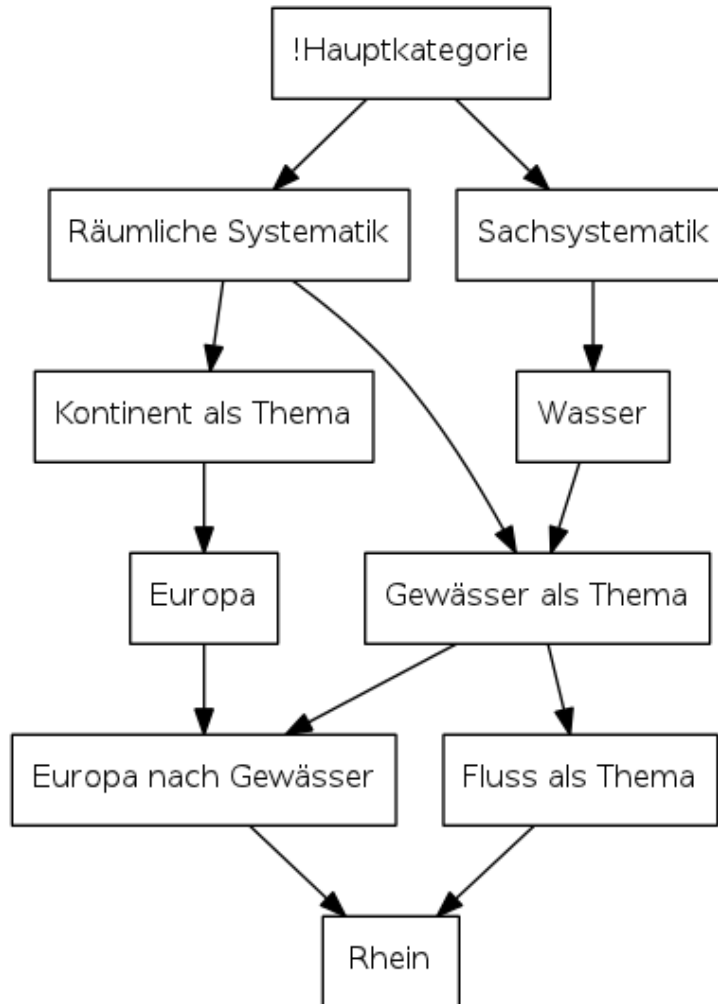 !Hauptkategorie
Räumliche Systematik
Sachsystematik
Kontinent als Thema
Wasser
Europa
Gewässer als Thema
Europa nach Gewässer
Fluss als Thema
Rhein